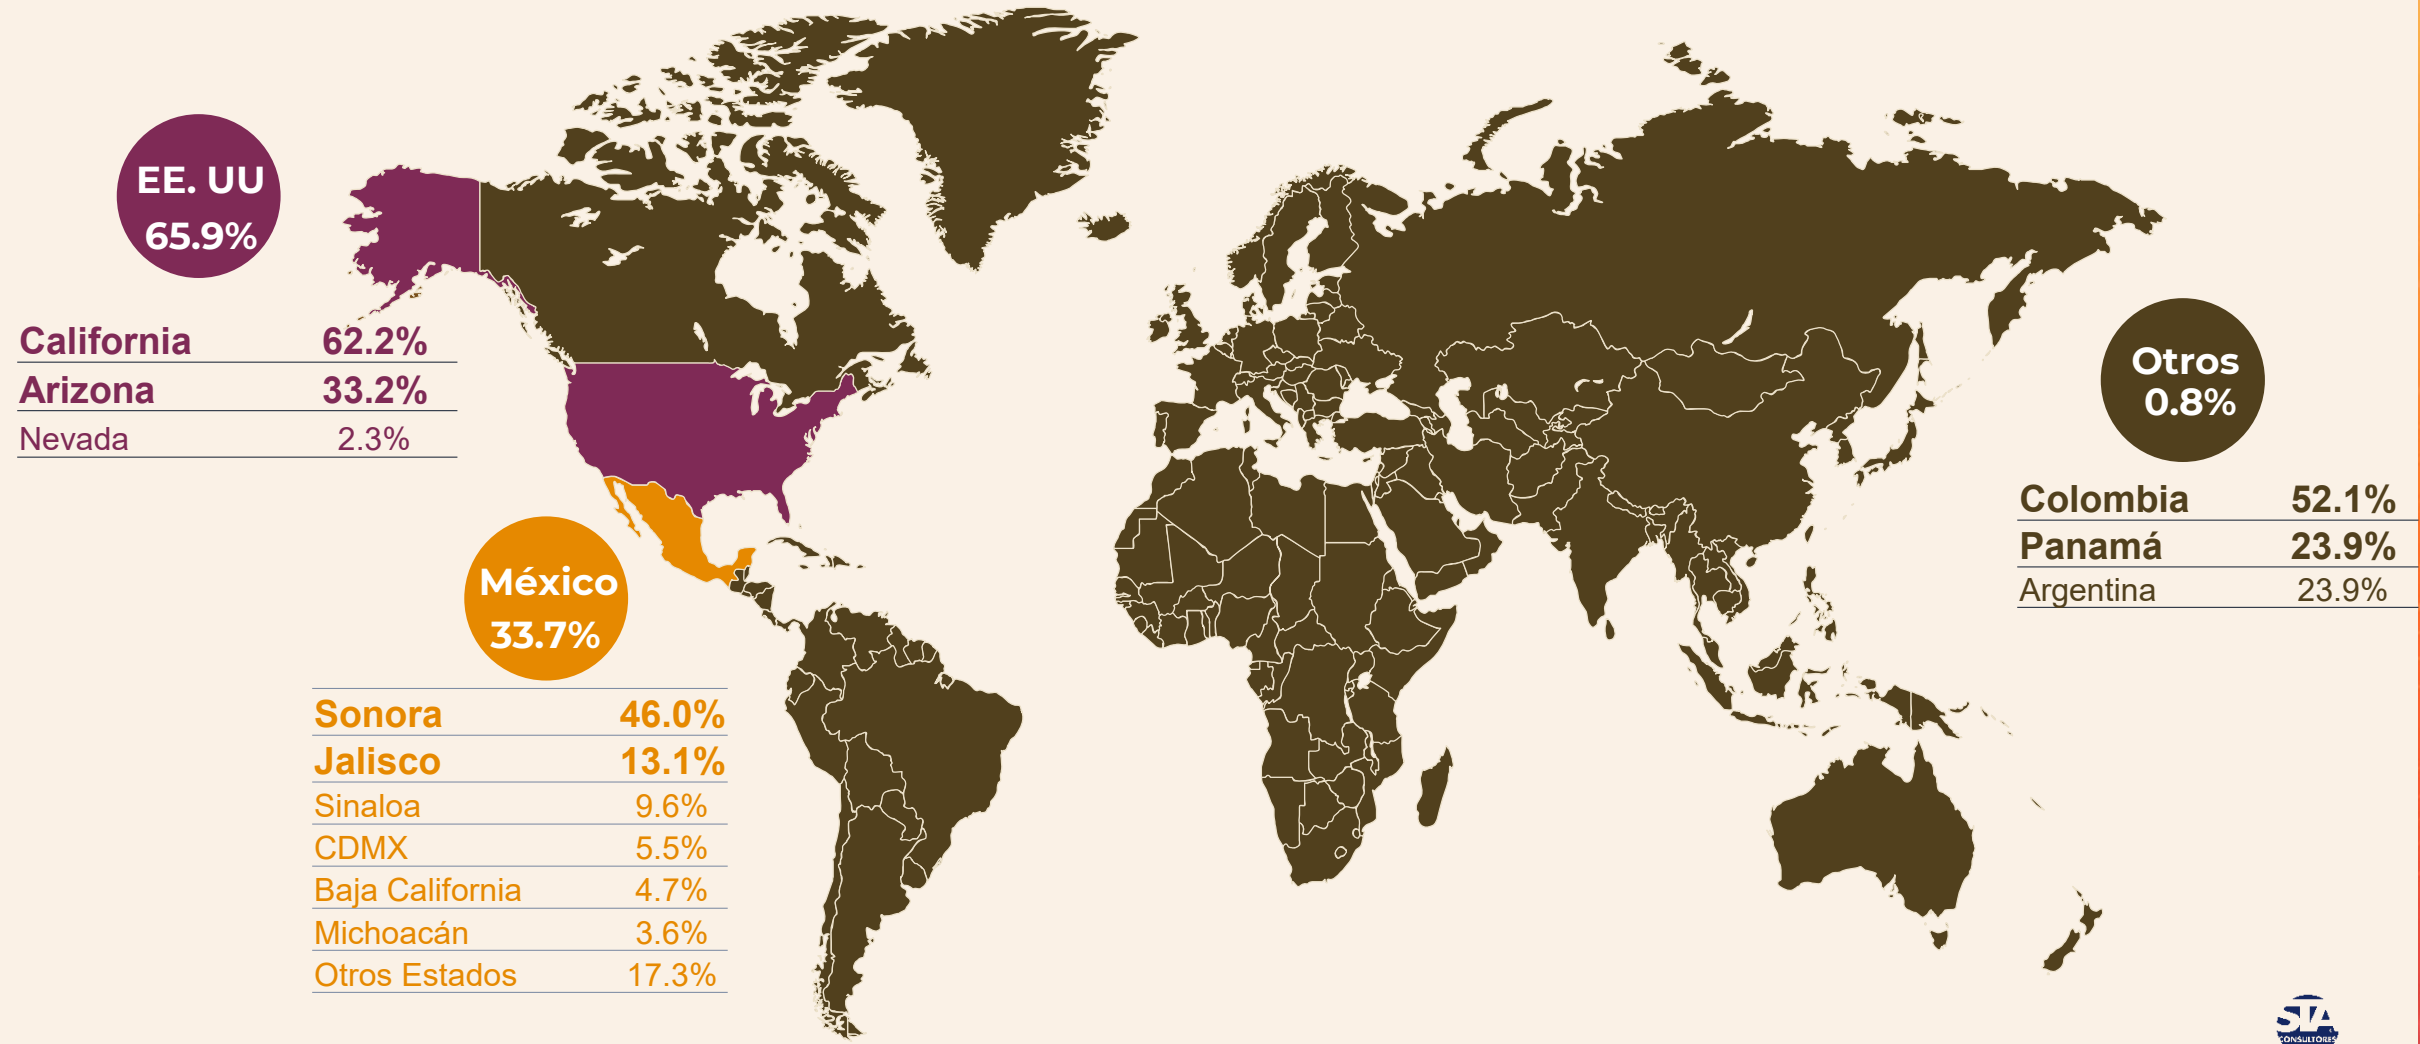 EE. UU
65.9%
California 62.2%
Arizona 33.2%
Nevada 2.3%
México
33.7%
Sonora 46.0%
Jalisco 13.1%
Sinaloa 9.6%
CDMX 5.5%
Baja California 4.7%
Michoacán 3.6%
Otros Estados 17.3%
Otros
0.8%
Colombia 52.1%
Panamá 23.9%
Argentina 23.9%
STA
CONSULTORES